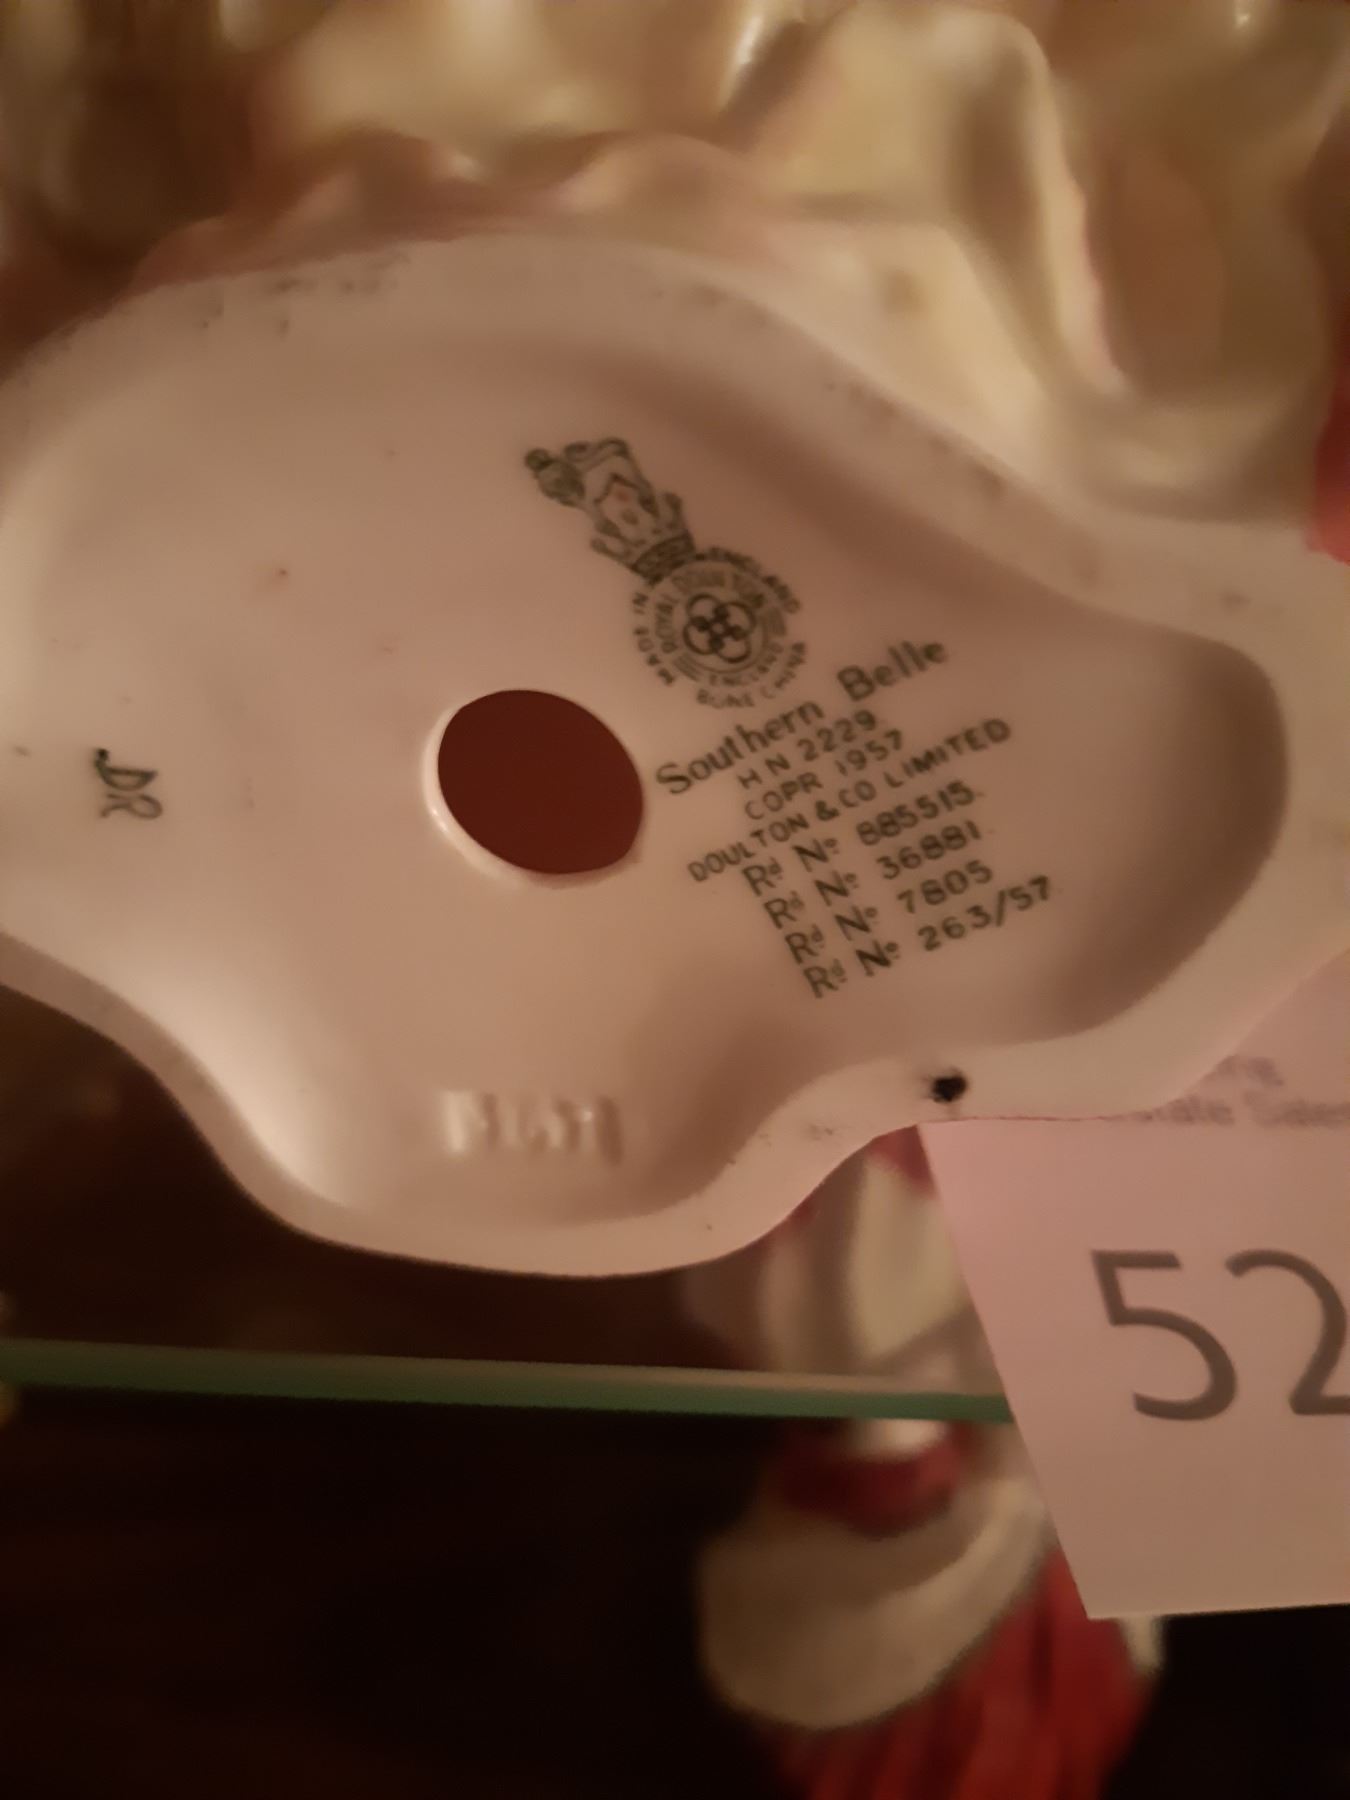 MADE IN ENGLAND
ROYAL DOULTON
ENGLAND
BONE CHINA
Southern Belle
HN 2229
COPR 1957
DOULTON & CO LIMITED
Rd No 885515.
Rd No 36881.
Rd No 7805
Rd No 263/57.
DR
52